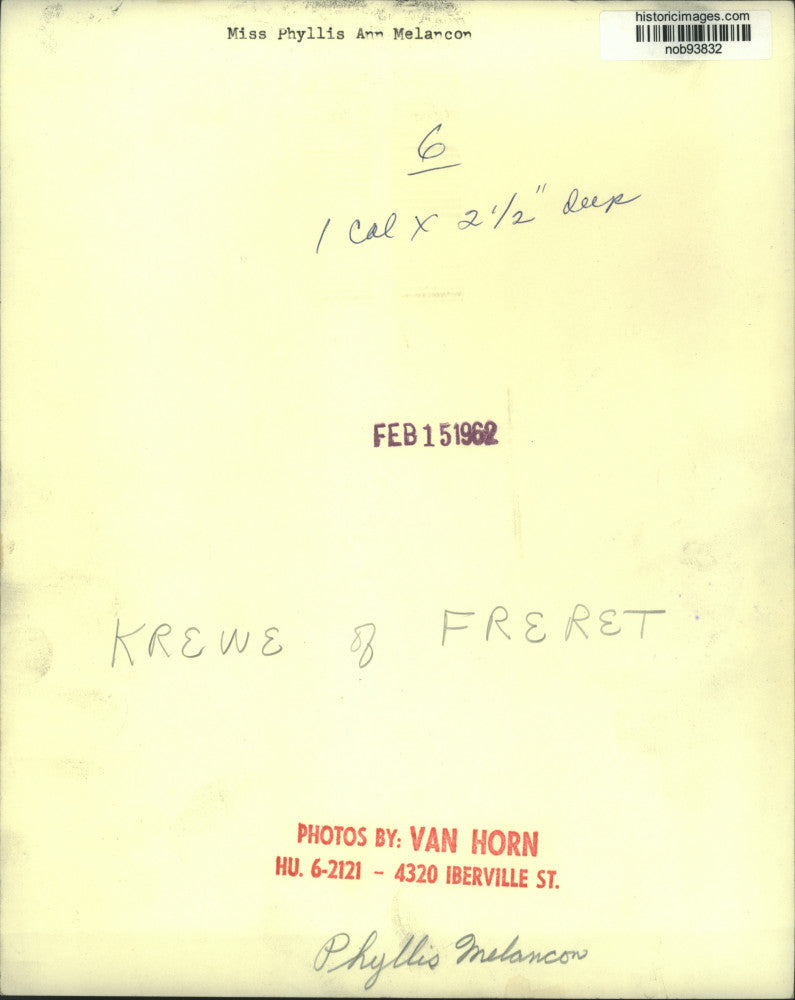 historicimages.com
nob93832
Miss Phyllis Ann Melancon
6
1 Col X 2 1/2" deep
FEB 15 1962
KREWE of FRERET
PHOTOS BY: VAN HORN
HU. 6-2121 - 4320 IBERVILLE ST.
Phyllis Melancon